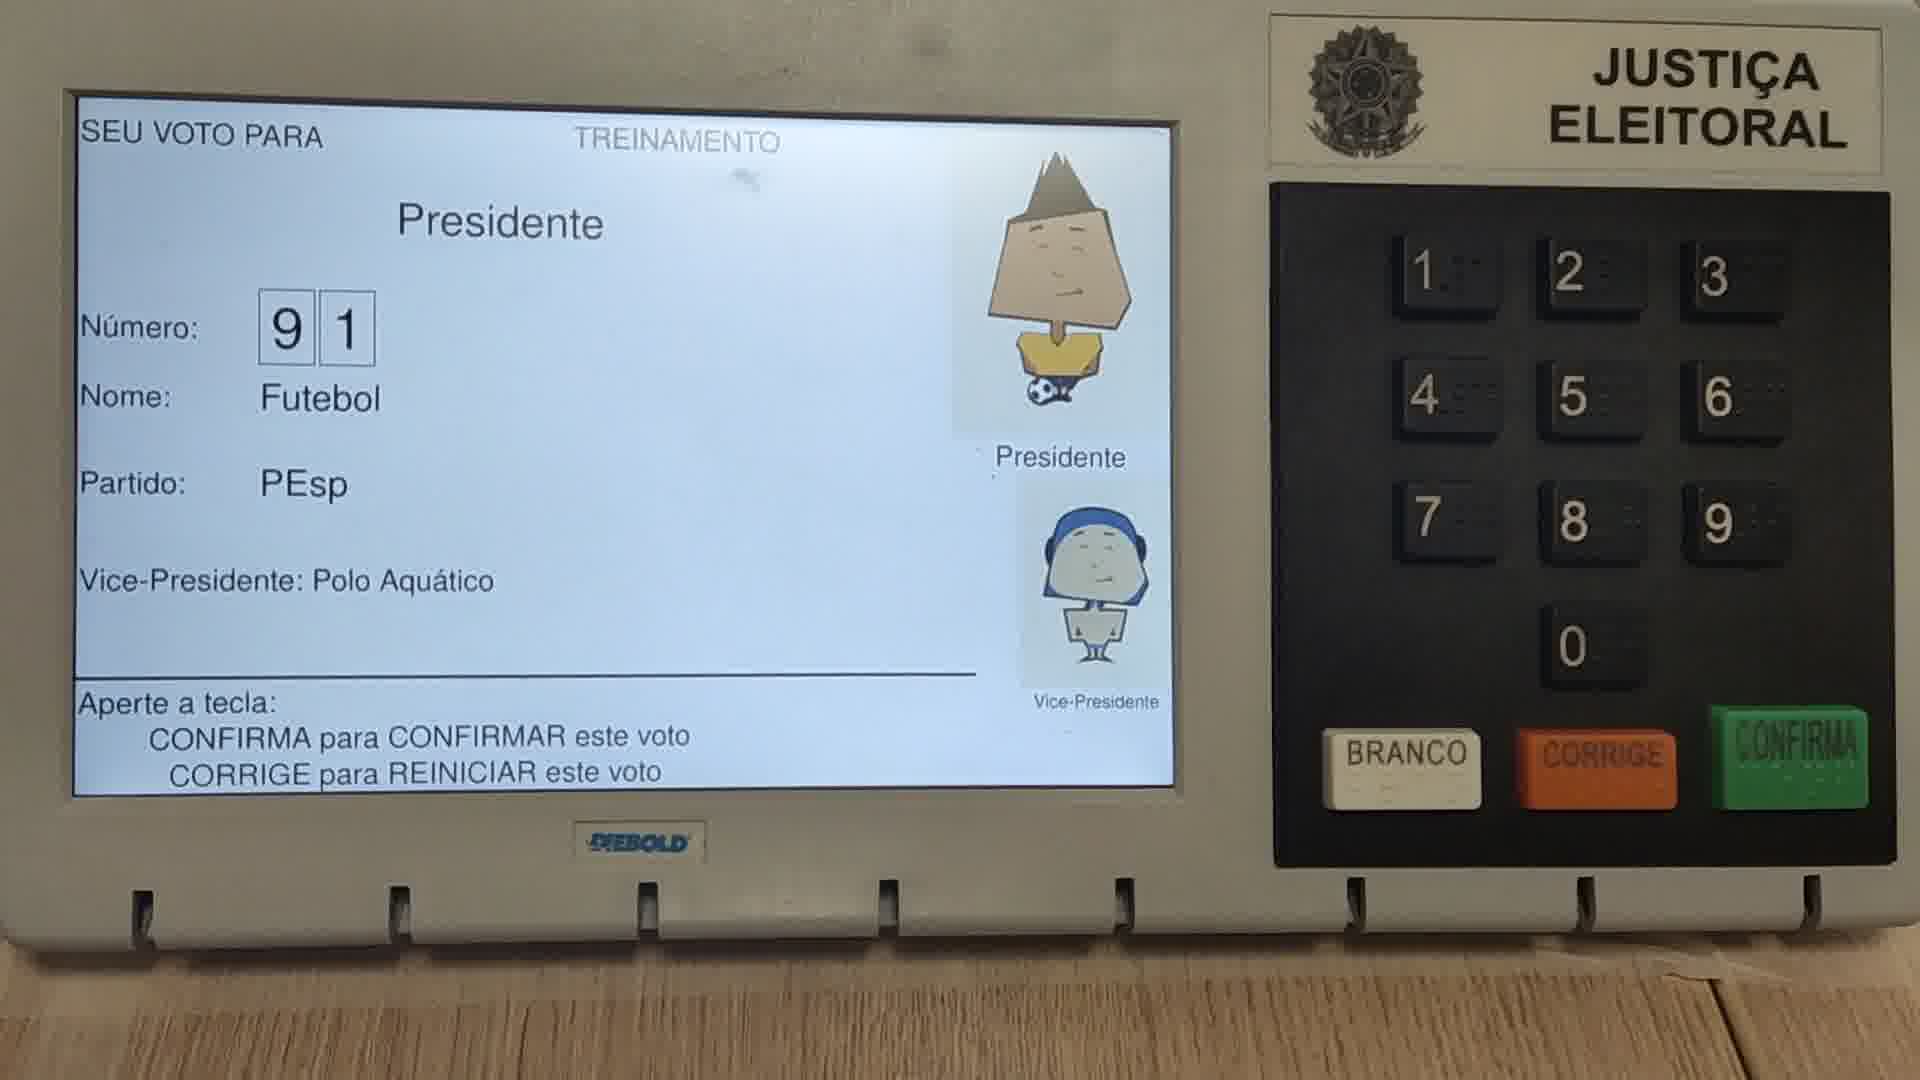 SEU VOTO PARA
TREINAMENTO
Presidente
Número: 9 1
Nome: Futebol
Partido: PEsp
Vice-Presidente: Polo Aquático
Presidente
Vice-Presidente
Aperte a tecla:
CONFIRMA para CONFIRMAR este voto
CORRIGE para REINICIAR este voto
DIEBOLD
JUSTIÇA
ELEITORAL
1 2 3
4 5 6
7 8 9
0
BRANCO CORRIGE CONFIRMA